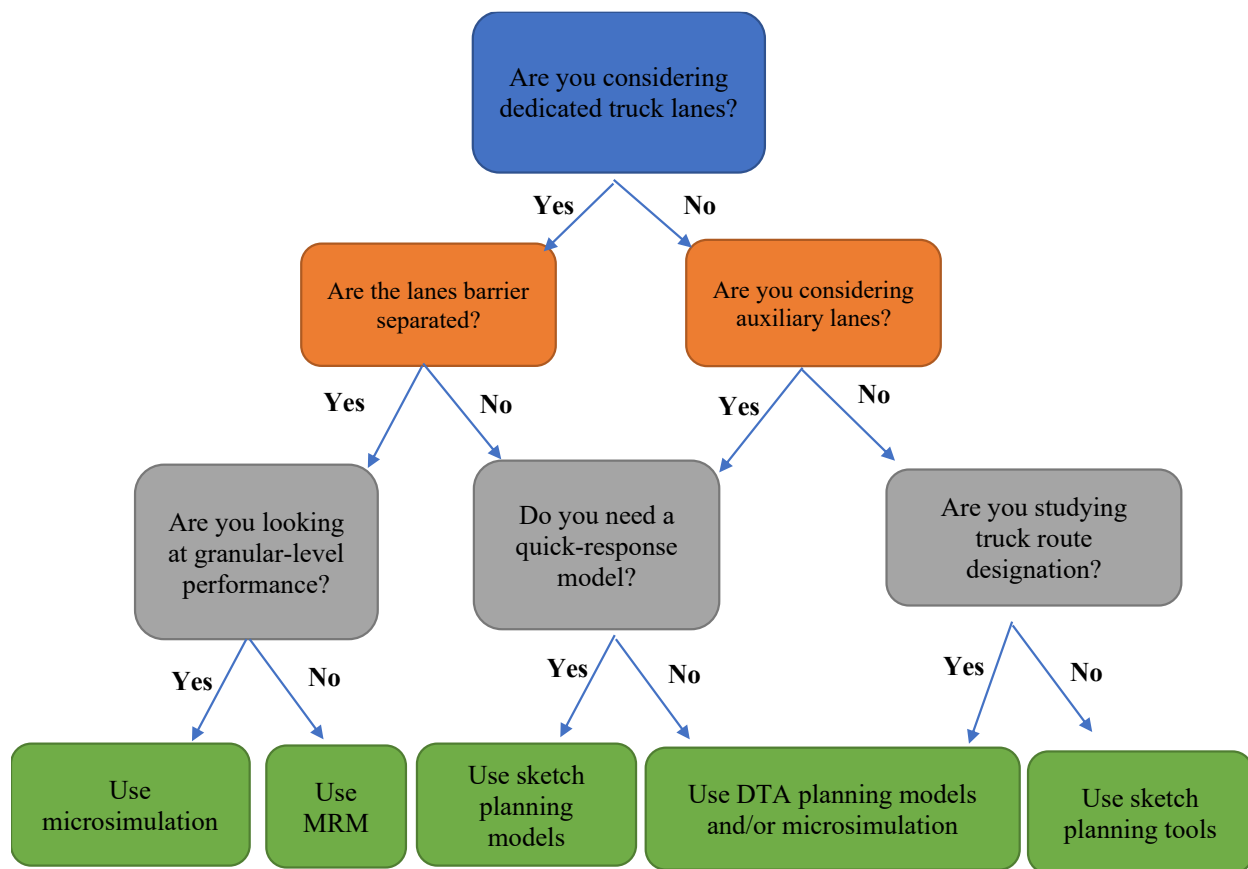 Are you considering
dedicated truck lanes?
Yes
No
Are the lanes barrier
separated?
Are you considering
auxiliary lanes?
Yes
No
Yes
No
Are you looking
at granular-level
performance?
Do you need a
quick-response
model?
Are you studying
truck route
designation?
Yes
No
Yes
No
Yes
No
Use
microsimulation
Use
MRM
Use sketch
planning
models
Use DTA planning models
and/or microsimulation
Use sketch
planning tools